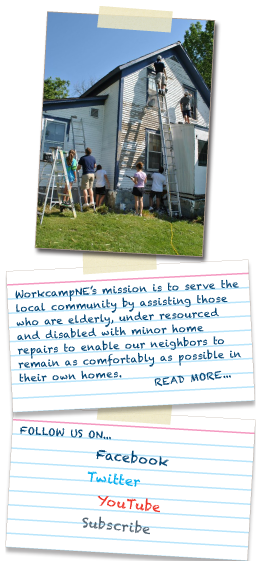 WorkcampNE's mission is to serve the
local community by assisting those
who are elderly, under resourced
and disabled with minor home
repairs to enable our neighbors to
remain as comfortably as possible in
their own homes.
READ MORE...
FOLLOW US ON...
Facebook
Twitter
YouTube
Subscribe